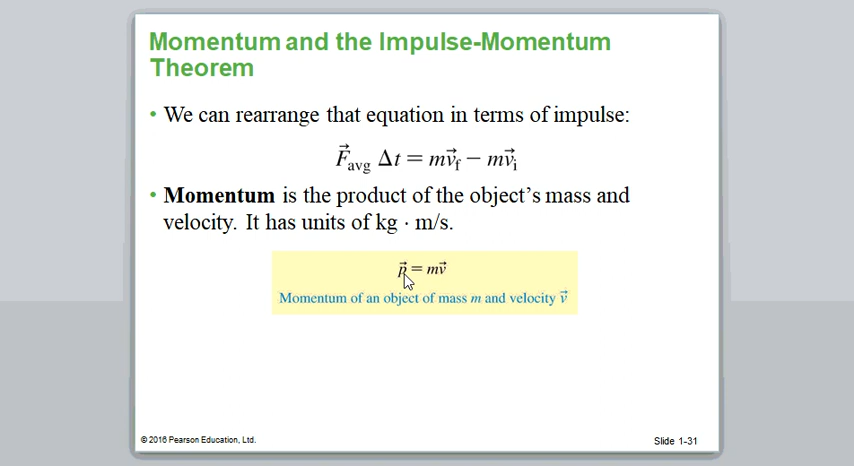 Momentum and the Impulse-Momentum
Theorem
• We can rearrange that equation in terms of impulse:
F⃗avg Δt = mv⃗f − mv⃗i
• Momentum is the product of the object's mass and
velocity. It has units of kg · m/s.
p⃗ = mv⃗
Momentum of an object of mass m and velocity v⃗
© 2016 Pearson Education, Ltd.
Slide 1-31